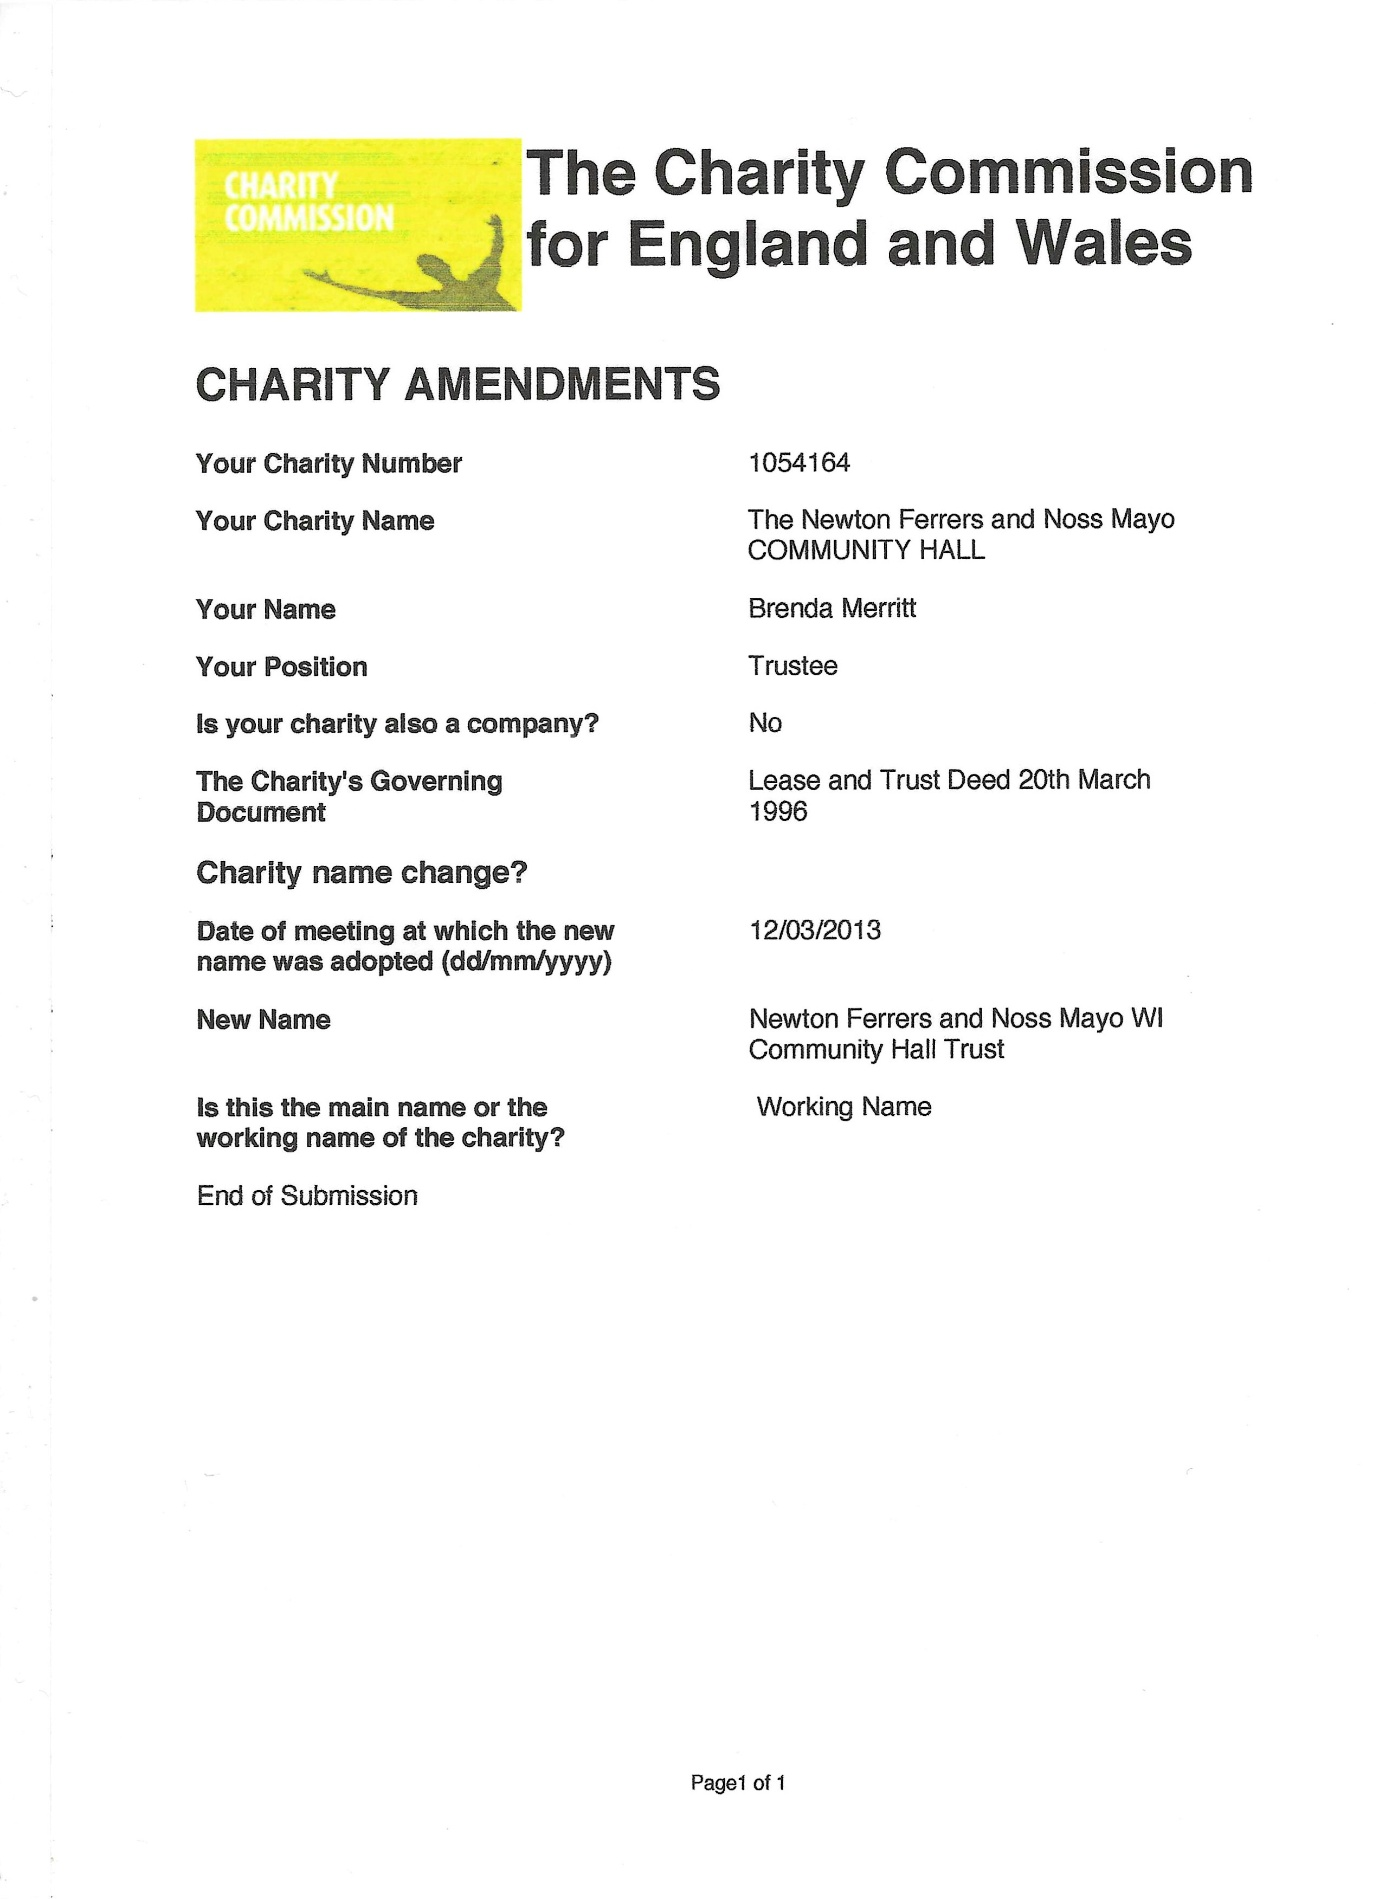 CHARITY
COMMISSION
The Charity Commission
for England and Wales
CHARITY AMENDMENTS
Your Charity Number 1054164
Your Charity Name The Newton Ferrers and Noss Mayo
COMMUNITY HALL
Your Name Brenda Merritt
Your Position Trustee
Is your charity also a company? No
The Charity's Governing Lease and Trust Deed 20th March
Document 1996
Charity name change?
Date of meeting at which the new 12/03/2013
name was adopted (dd/mm/yyyy)
New Name Newton Ferrers and Noss Mayo WI
Community Hall Trust
Is this the main name or the Working Name
working name of the charity?
End of Submission
Page1 of 1